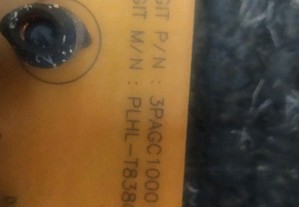 GIT P/N : 3PAGC1000
GIT M/N : PLHL-T838